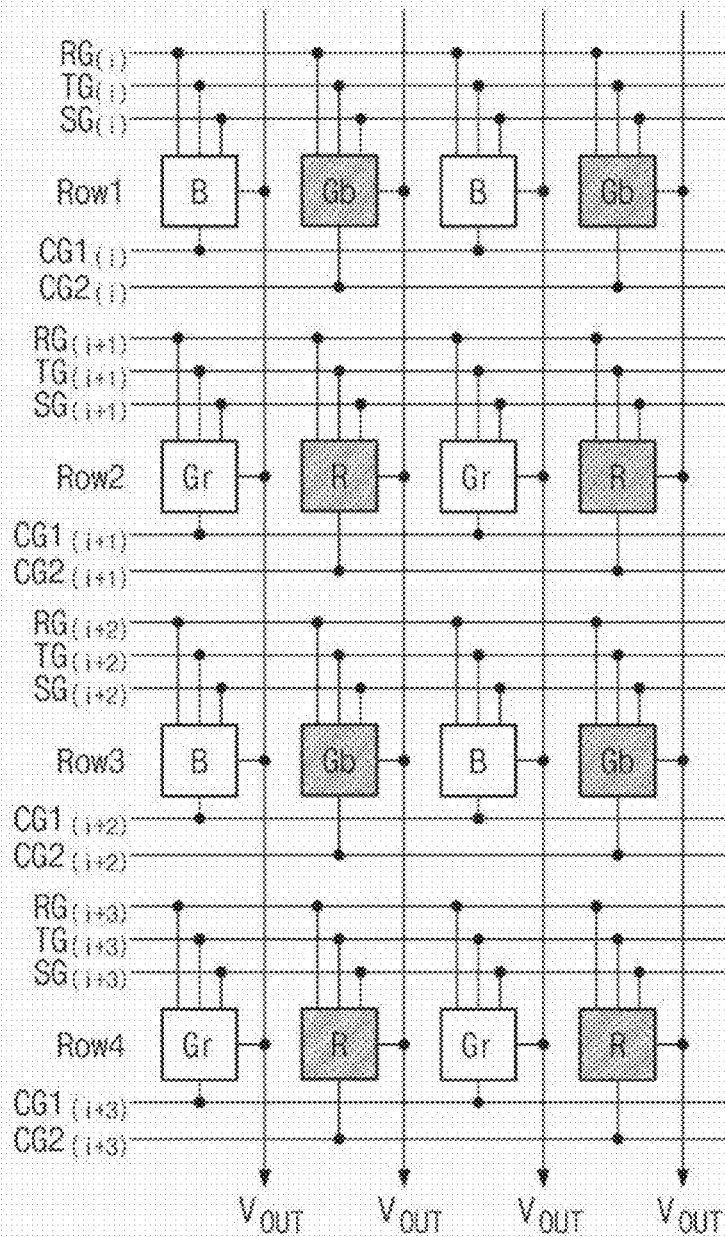 RG(i)
TG(i)
SG(i)
Row1 B Gb B Gb
CG1(i)
CG2(i)
RG(i+1)
TG(i+1)
SG(i+1)
Row2 Gr R Gr R
CG1(i+1)
CG2(i+1)
RG(i+2)
TG(i+2)
SG(i+2)
Row3 B Gb B Gb
CG1(i+2)
CG2(i+2)
RG(i+3)
TG(i+3)
SG(i+3)
Row4 Gr R Gr R
CG1(i+3)
CG2(i+3)
VOUT VOUT VOUT VOUT